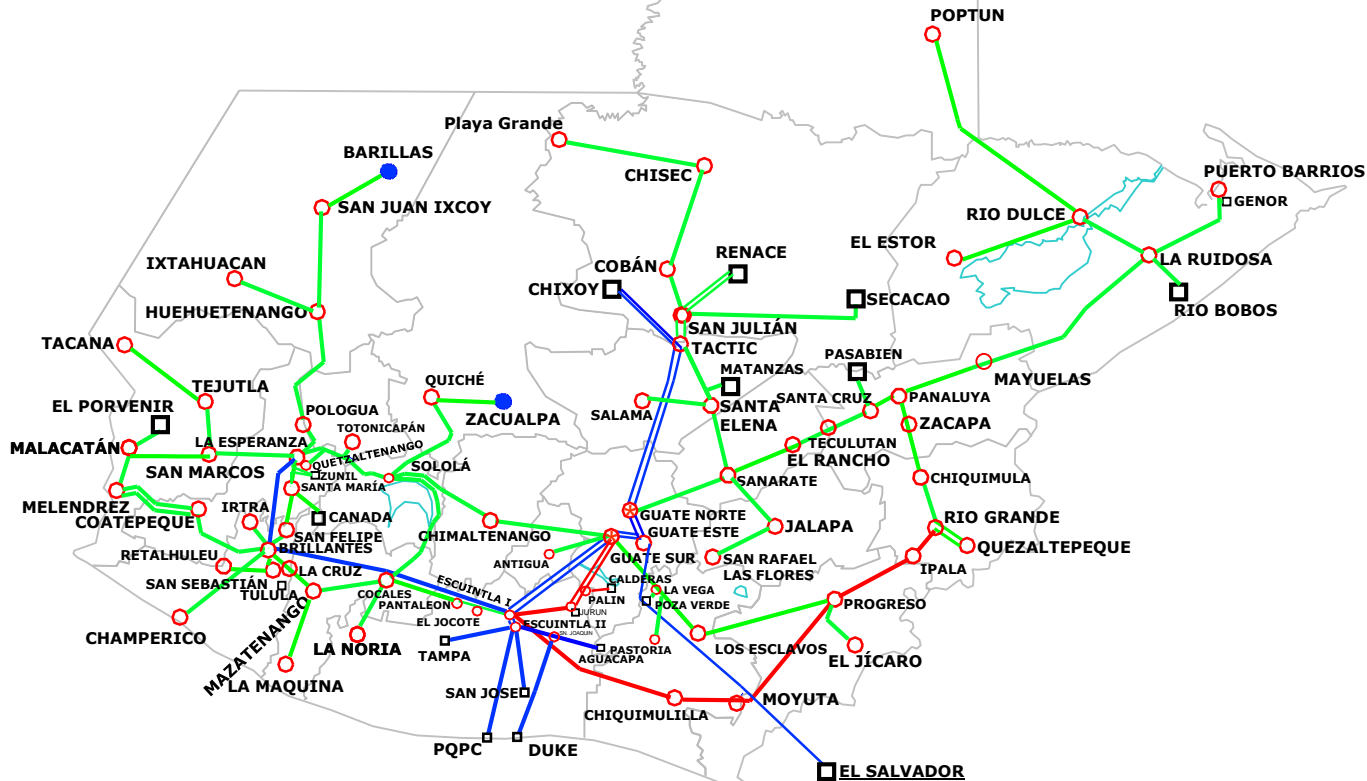 POPTUN
Playa Grande
BARILLAS
CHISEC
PUERTO BARRIOS
GENOR
SAN JUAN IXCOY
RIO DULCE
EL ESTOR
RENACE
LA RUIDOSA
IXTAHUACAN
COBÁN
CHIXOY
SECACAO
RIO BOBOS
HUEHUETENANGO
SAN JULIÁN
TACANA
TACTIC
PASABIEN
MATANZAS
MAYUELAS
TEJUTLA
QUICHÉ
SANTA CRUZ
PANALUYA
EL PORVENIR
POLOGUA
ZACUALPA
SALAMA
SANTA
ELENA
ZACAPA
TOTONICAPÁN
LA ESPERANZA
TECULUTAN
MALACATÁN
QUETZALTENANGO
EL RANCHO
SAN MARCOS
SOLOLÁ
ZUNIL
SANTA MARÍA
SANARATE
CHIQUIMULA
MELENDREZ
COATEPEQUE
IRTRA
CANADA
GUATE NORTE
RIO GRANDE
SAN FELIPE
CHIMALTENANGO
GUATE ESTE
JALAPA
BRILLANTES
QUEZALTEPEQUE
RETALHULEU
GUATE SUR
SAN RAFAEL
LAS FLORES
ANTIGUA
IPALA
LA CRUZ
SAN SEBASTIÁN
TULULA
ESCUINTLA I
CALDERAS
LA VEGA
COCALES
PALIN
POZA VERDE
PROGRESO
PANTALEON
JURUN
CHAMPERICO
EL JOCOTE
ESCUINTLA II
SN. JOAQUIN
MAZATENANGO
LA NORIA
TAMPA
PASTORIA
AGUACAPA
LOS ESCLAVOS
EL JÍCARO
LA MAQUINA
SAN JOSE
CHIQUIMULILLA
MOYUTA
PQPC
DUKE
EL SALVADOR